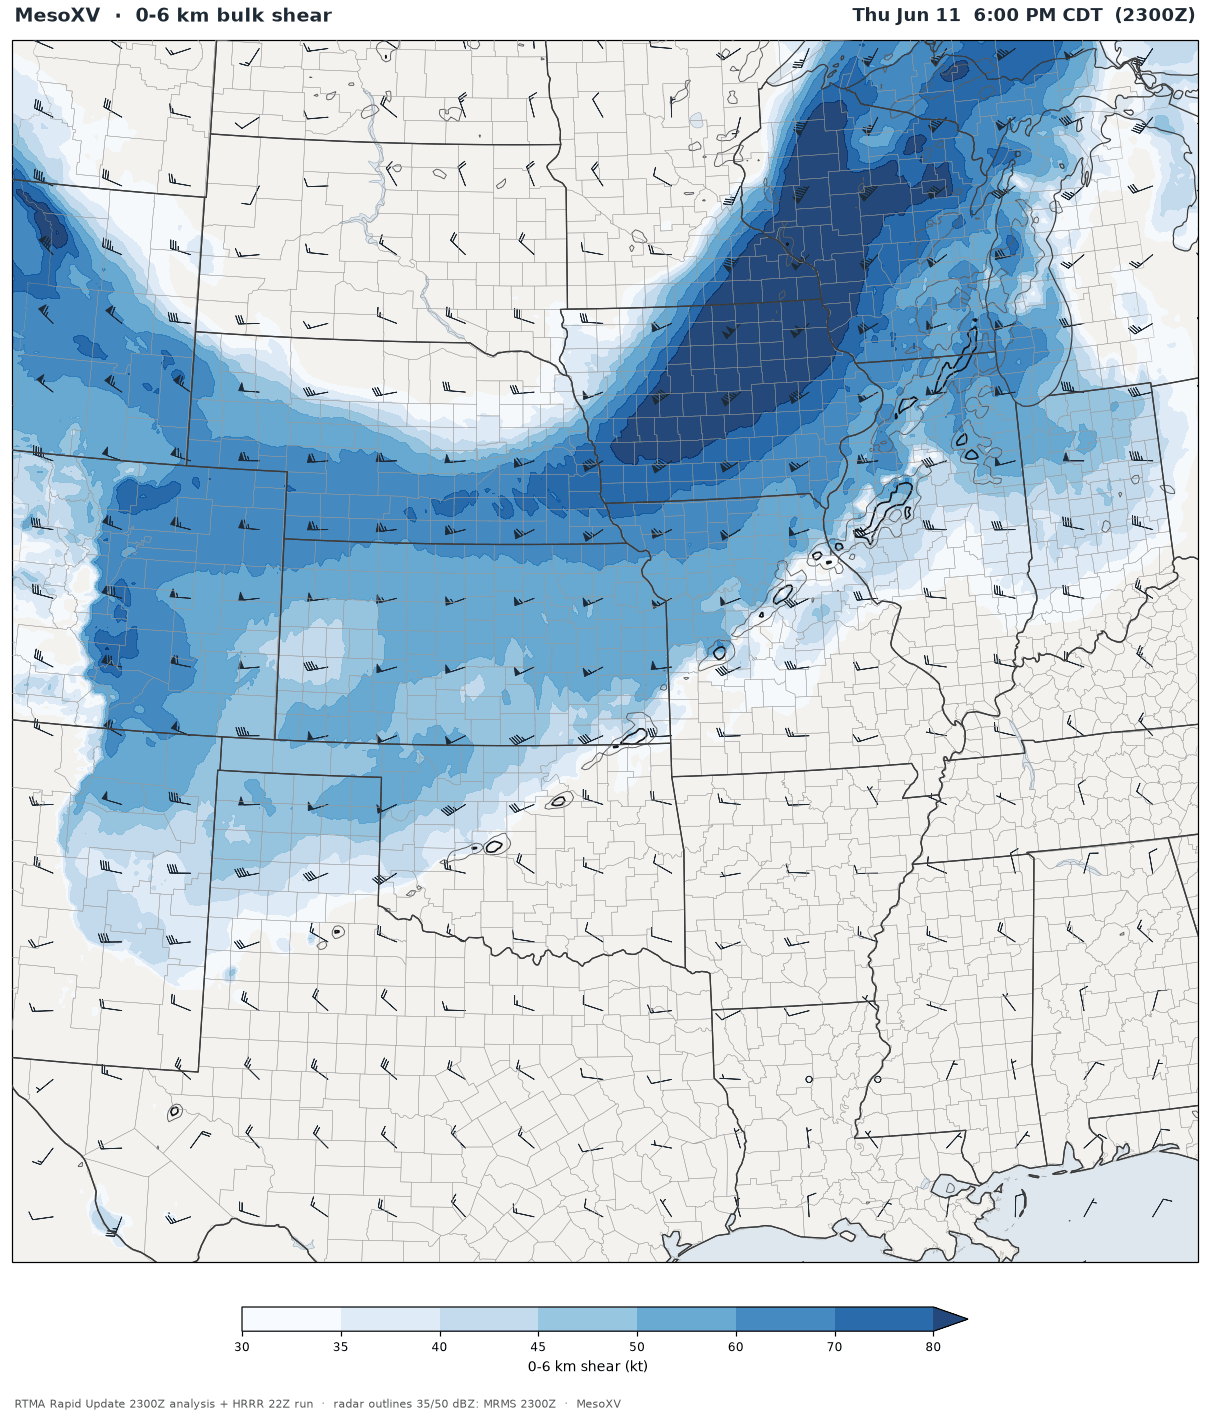 MesoXV · 0-6 km bulk shear
Thu Jun 11 6:00 PM CDT (2300Z)
30 35 40 45 50 60 70 80
0-6 km shear (kt)
RTMA Rapid Update 2300Z analysis + HRRR 22Z run · radar outlines 35/50 dBZ: MRMS 2300Z · MesoXV